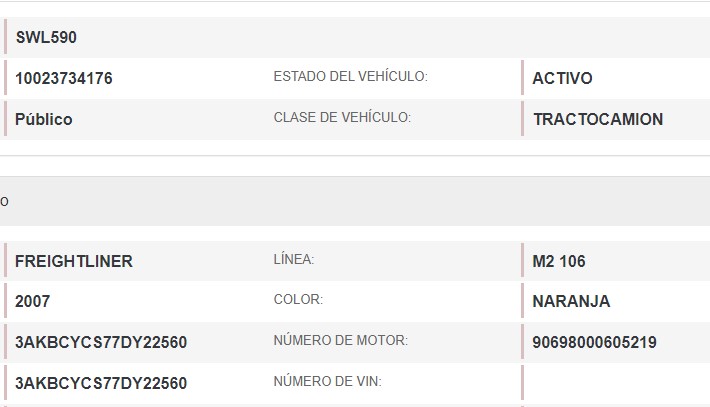 SWL590
10023734176 ESTADO DEL VEHÍCULO: ACTIVO
Público CLASE DE VEHÍCULO: TRACTOCAMION
o
FREIGHTLINER LÍNEA: M2 106
2007 COLOR: NARANJA
3AKBCYCS77DY22560 NÚMERO DE MOTOR: 90698000605219
3AKBCYCS77DY22560 NÚMERO DE VIN: